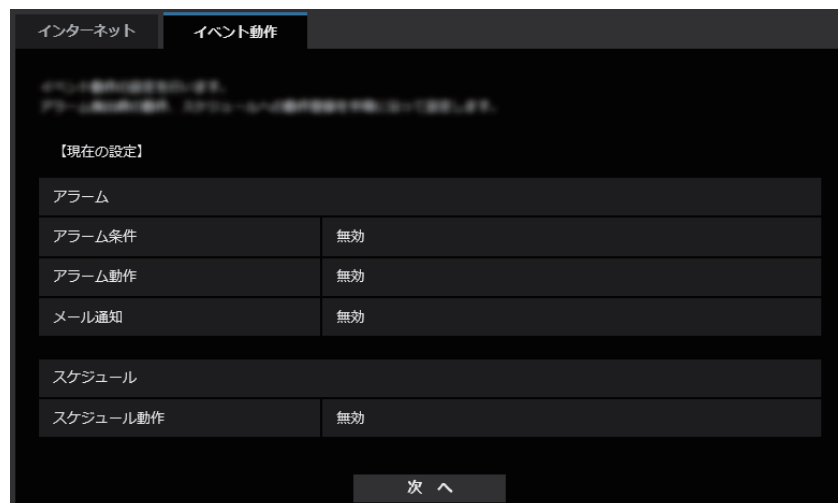 インターネット
イベント動作
【現在の設定】
アラーム
アラーム条件 無効
アラーム動作 無効
メール通知 無効
スケジュール
スケジュール動作 無効
次 へ